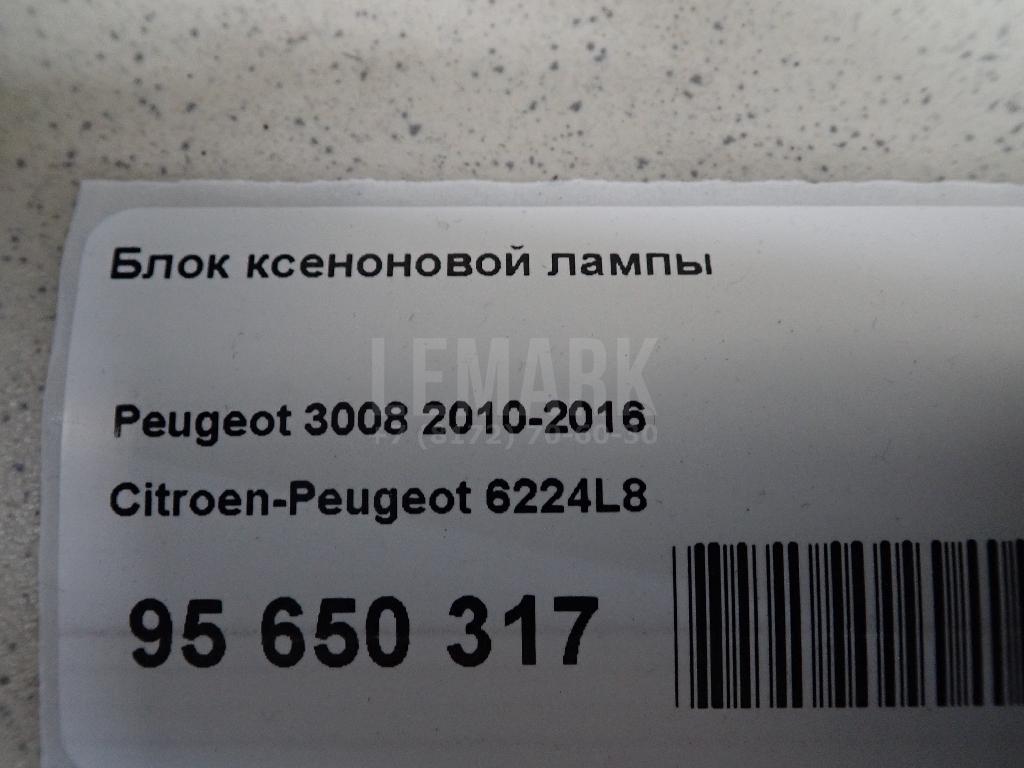 Блок ксеноновой лампы
LEMARK
Peugeot 3008 2010-2016
Citroen-Peugeot 6224L8
95 650 317